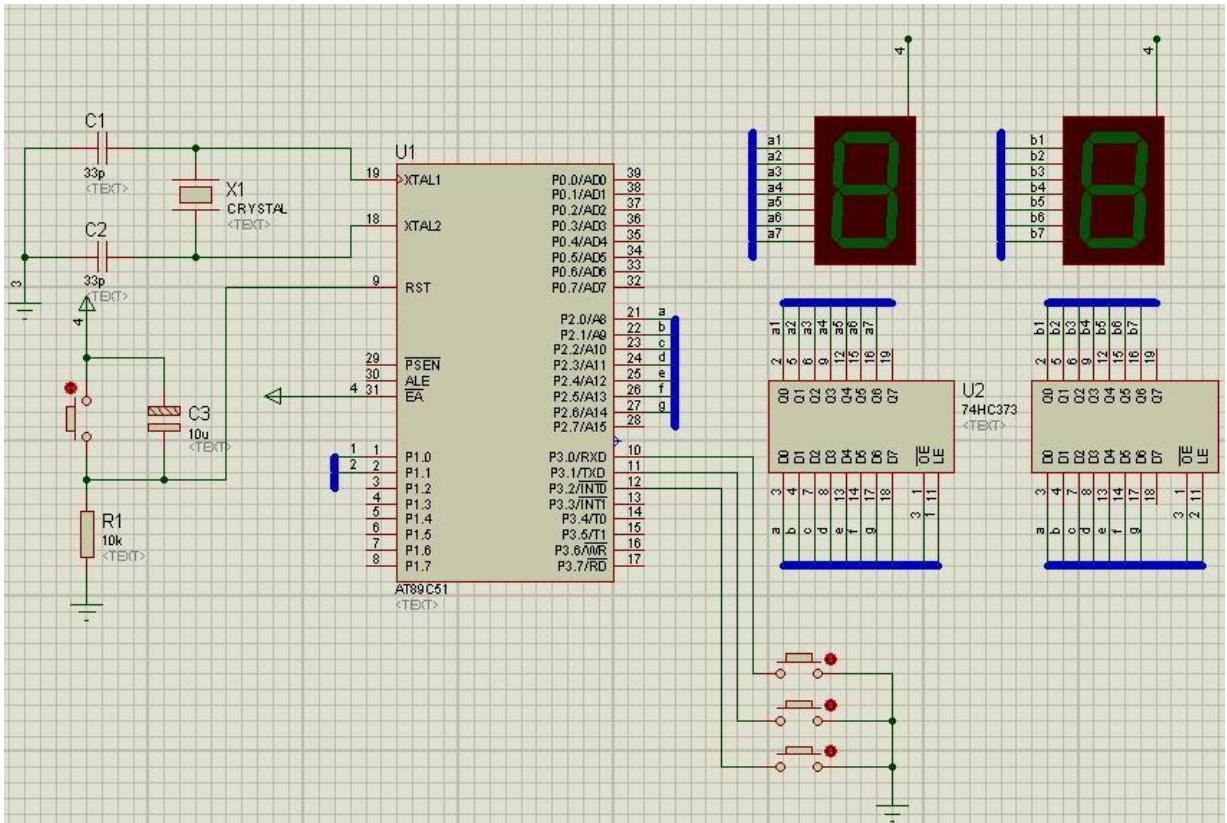 C1
33p
<TEXT>
X1
CRYSTAL
<TEXT>
C2
33p
<TEXT>
3
4
C3
10u
<TEXT>
R1
10k
<TEXT>
U1
19 XTAL1
18 XTAL2
9 RST
29 PSEN
30 ALE
4 31 EA
1 1 P1.0
2 2 P1.1
3 P1.2
4 P1.3
5 P1.4
6 P1.5
7 P1.6
8 P1.7
P0.0/AD0 39
P0.1/AD1 38
P0.2/AD2 37
P0.3/AD3 36
P0.4/AD4 35
P0.5/AD5 34
P0.6/AD6 33
P0.7/AD7 32
P2.0/A8 21 a
P2.1/A9 22 b
P2.2/A10 23 c
P2.3/A11 24 d
P2.4/A12 25 e
P2.5/A13 26 f
P2.6/A14 27 g
P2.7/A15 28
P3.0/RXD 10
P3.1/TXD 11
P3.2/INT0 12
P3.3/INT1 13
P3.4/T0 14
P3.5/T1 15
P3.6/WR 16
P3.7/RD 17
AT89C51
<TEXT>
4
a1
a2
a3
a4
a5
a6
a7
4
b1
b2
b3
b4
b5
b6
b7
a1 a2 a3 a4 a5 a6 a7
2 5 6 9 12 15 16 19
Q0 Q1 Q2 Q3 Q4 Q5 Q6 Q7
D0 D1 D2 D3 D4 D5 D6 D7 OE LE
3 4 7 8 13 14 17 18 1 11
a b c d e f g 3 1
U2
74HC373
<TEXT>
b1 b2 b3 b4 b5 b6 b7
2 5 6 9 12 15 16 19
Q0 Q1 Q2 Q3 Q4 Q5 Q6 Q7
D0 D1 D2 D3 D4 D5 D6 D7 OE LE
3 4 7 8 13 14 17 18 1 11
a b c d e f g 3 2